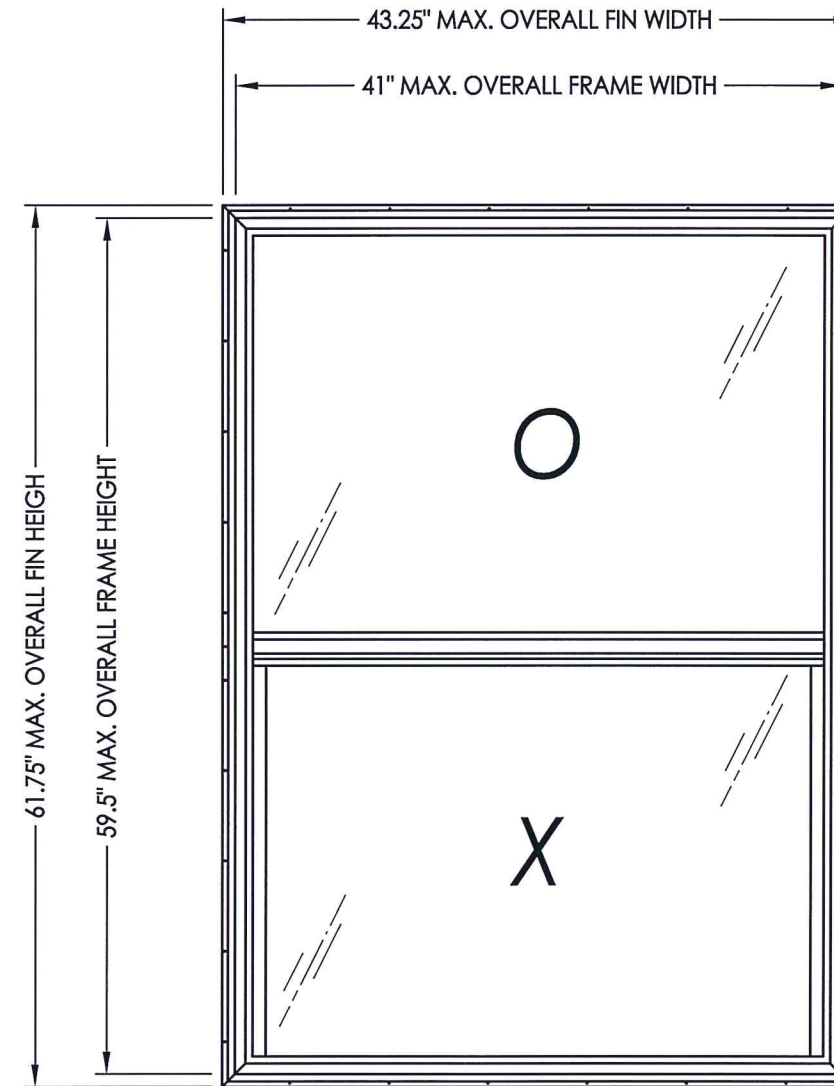 43.25" MAX. OVERALL FIN WIDTH
41" MAX. OVERALL FRAME WIDTH
61.75" MAX. OVERALL FIN HEIGH
59.5" MAX. OVERALL FRAME HEIGHT
O
X